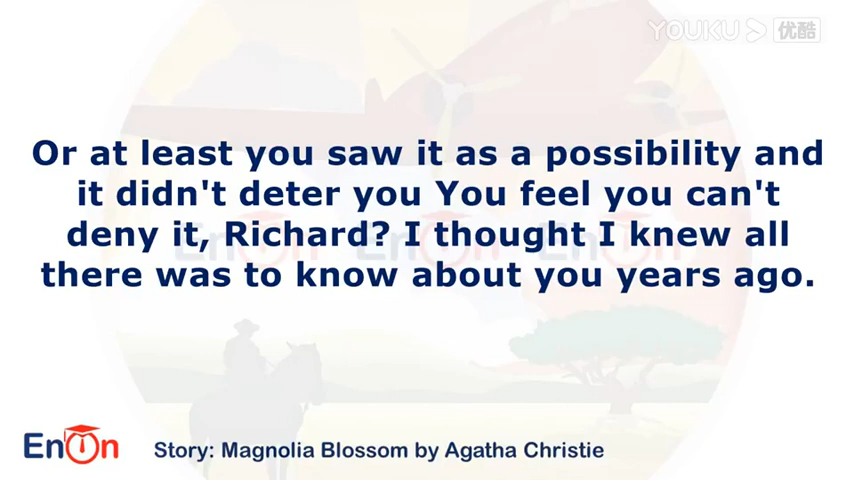 YOUKU 优酷
Or at least you saw it as a possibility and
it didn't deter you You feel you can't
deny it, Richard? I thought I knew all
there was to know about you years ago.
EnOn
Story: Magnolia Blossom by Agatha Christie